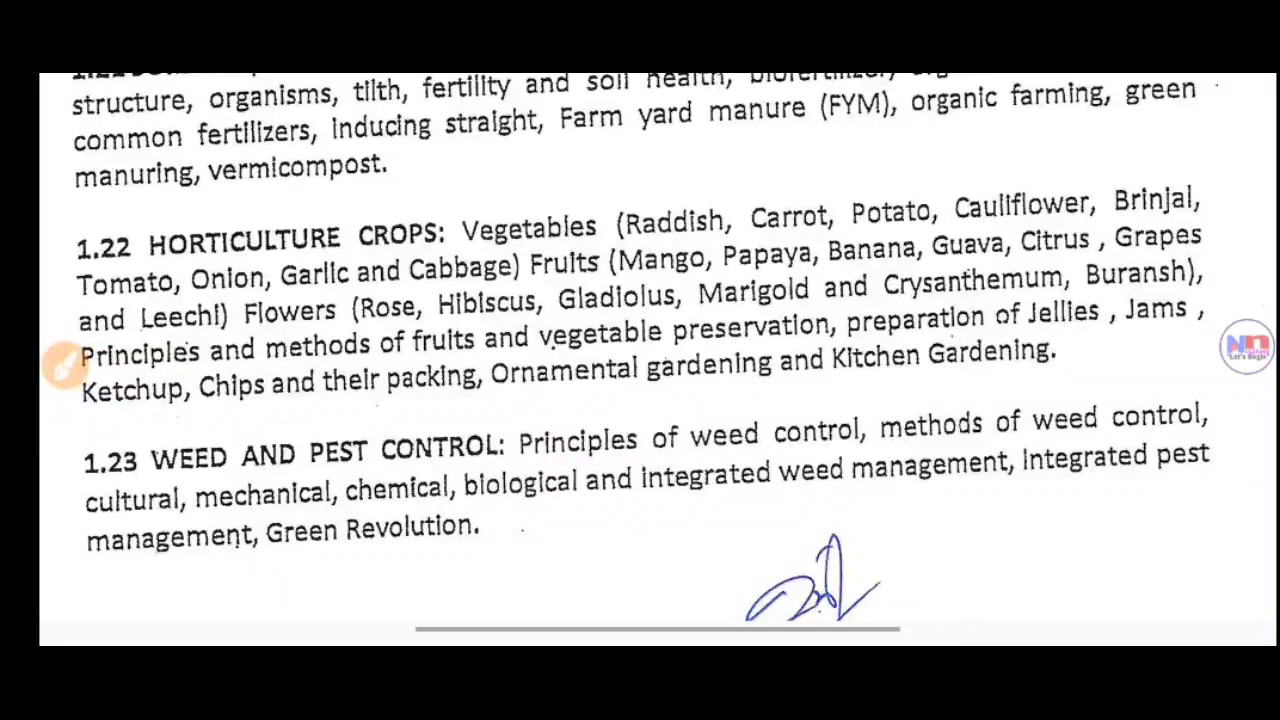 structure, organisms, tilth, fertility and soil health, biofertilizer,
common fertilizers, inducing straight, Farm yard manure (FYM), organic farming, green
manuring, vermicompost.
1.22 HORTICULTURE CROPS: Vegetables (Raddish, Carrot, Potato, Cauliflower, Brinjal,
Tomato, Onion, Garlic and Cabbage) Fruits (Mango, Papaya, Banana, Guava, Citrus , Grapes
and Leechi) Flowers (Rose, Hibiscus, Gladiolus, Marigold and Crysanthemum, Buransh),
Principles and methods of fruits and vegetable preservation, preparation of Jellies , Jams ,
Ketchup, Chips and their packing, Ornamental gardening and Kitchen Gardening.
1.23 WEED AND PEST CONTROL: Principles of weed control, methods of weed control,
cultural, mechanical, chemical, biological and integrated weed management, Integrated pest
management, Green Revolution.
"Let's Begin"